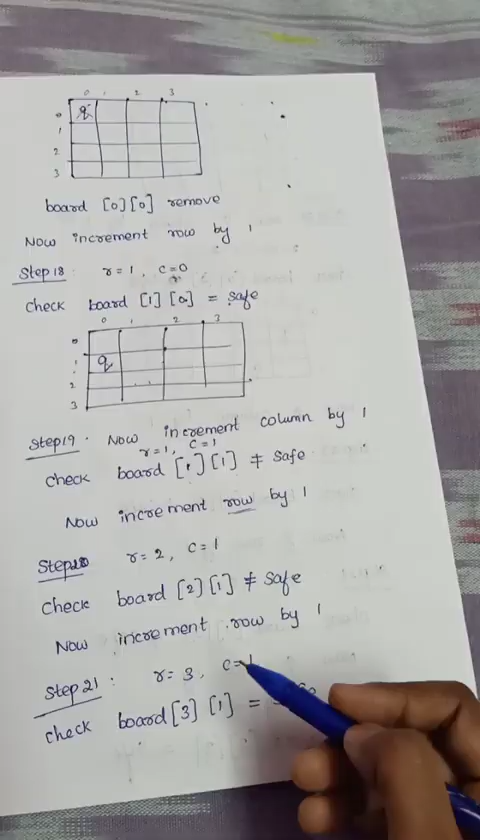 0 1 2 3
0 q
1
2
3
board [0][0] remove
Now increment row by 1
Step 18 : r = 1 , c = 0
Check board [1][0] = Safe
0 1 2 3
0
1 q
2
3
Step 19 . Now increment column by 1
r = 1, c = 1
Check board [1][1] ≠ Safe
Now increment row by 1
Step 20 r = 2 , c = 1
Check board [2][1] ≠ Safe
Now increment row by 1
Step 21 : r = 3 , c = 1
Check board [3][1] =